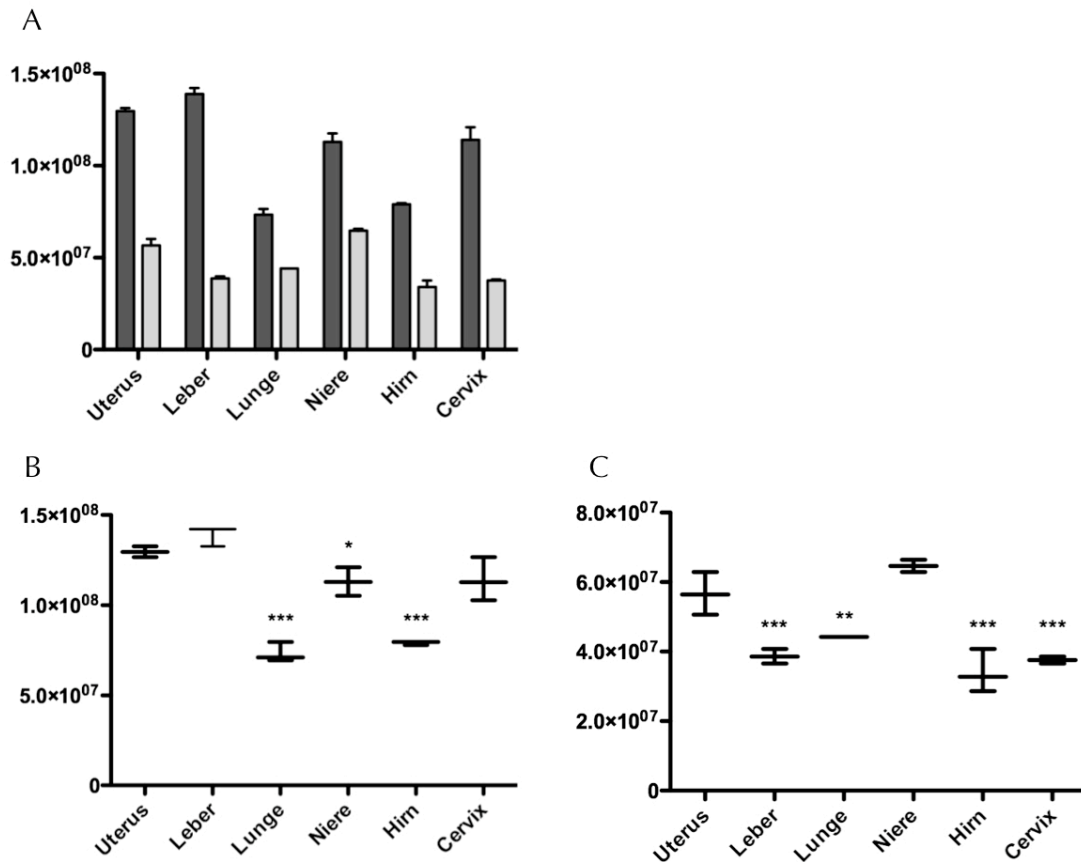 A
1.5×10⁰⁸
1.0×10⁰⁸
5.0×10⁰⁷
0
Uterus
Leber
Lunge
Niere
Hirn
Cervix
B
1.5×10⁰⁸
1.0×10⁰⁸
5.0×10⁰⁷
0
***
*
***
Uterus
Leber
Lunge
Niere
Hirn
Cervix
C
8.0×10⁰⁷
6.0×10⁰⁷
4.0×10⁰⁷
2.0×10⁰⁷
0
***
**
***
***
Uterus
Leber
Lunge
Niere
Hirn
Cervix